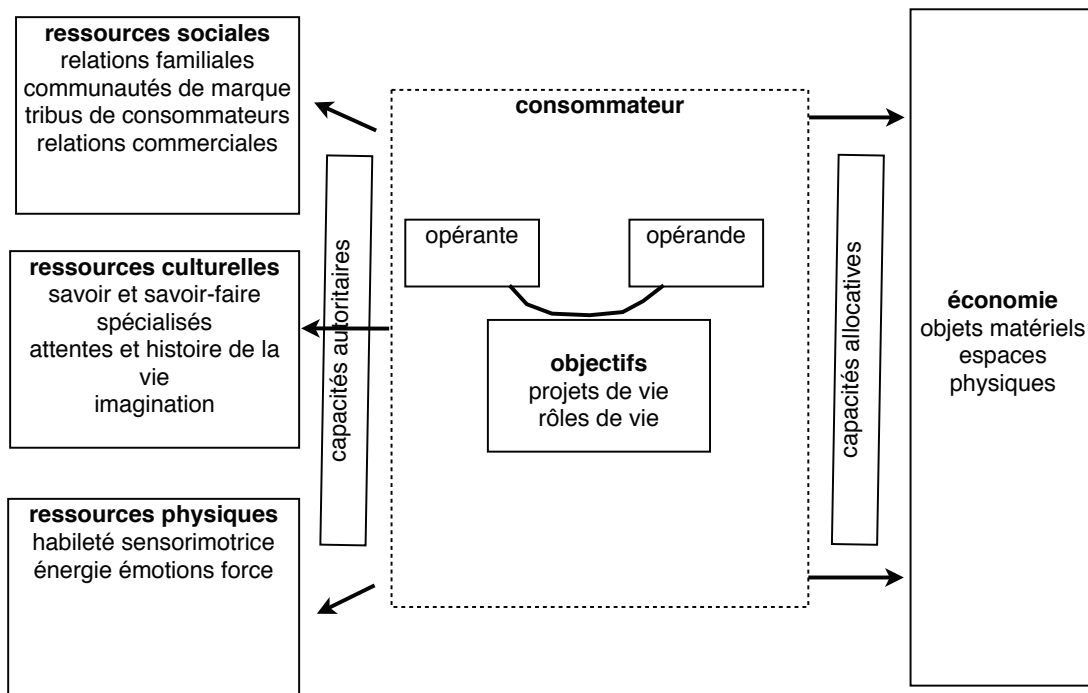 ressources sociales
relations familiales
communautés de marque
tribus de consommateurs
relations commerciales
ressources culturelles
savoir et savoir-faire
spécialisés
attentes et histoire de la
vie
imagination
ressources physiques
habileté sensorimotrice
énergie émotions force
capacités autoritaires
consommateur
opérante
opérande
objectifs
projets de vie
rôles de vie
capacités allocatives
économie
objets matériels
espaces
physiques